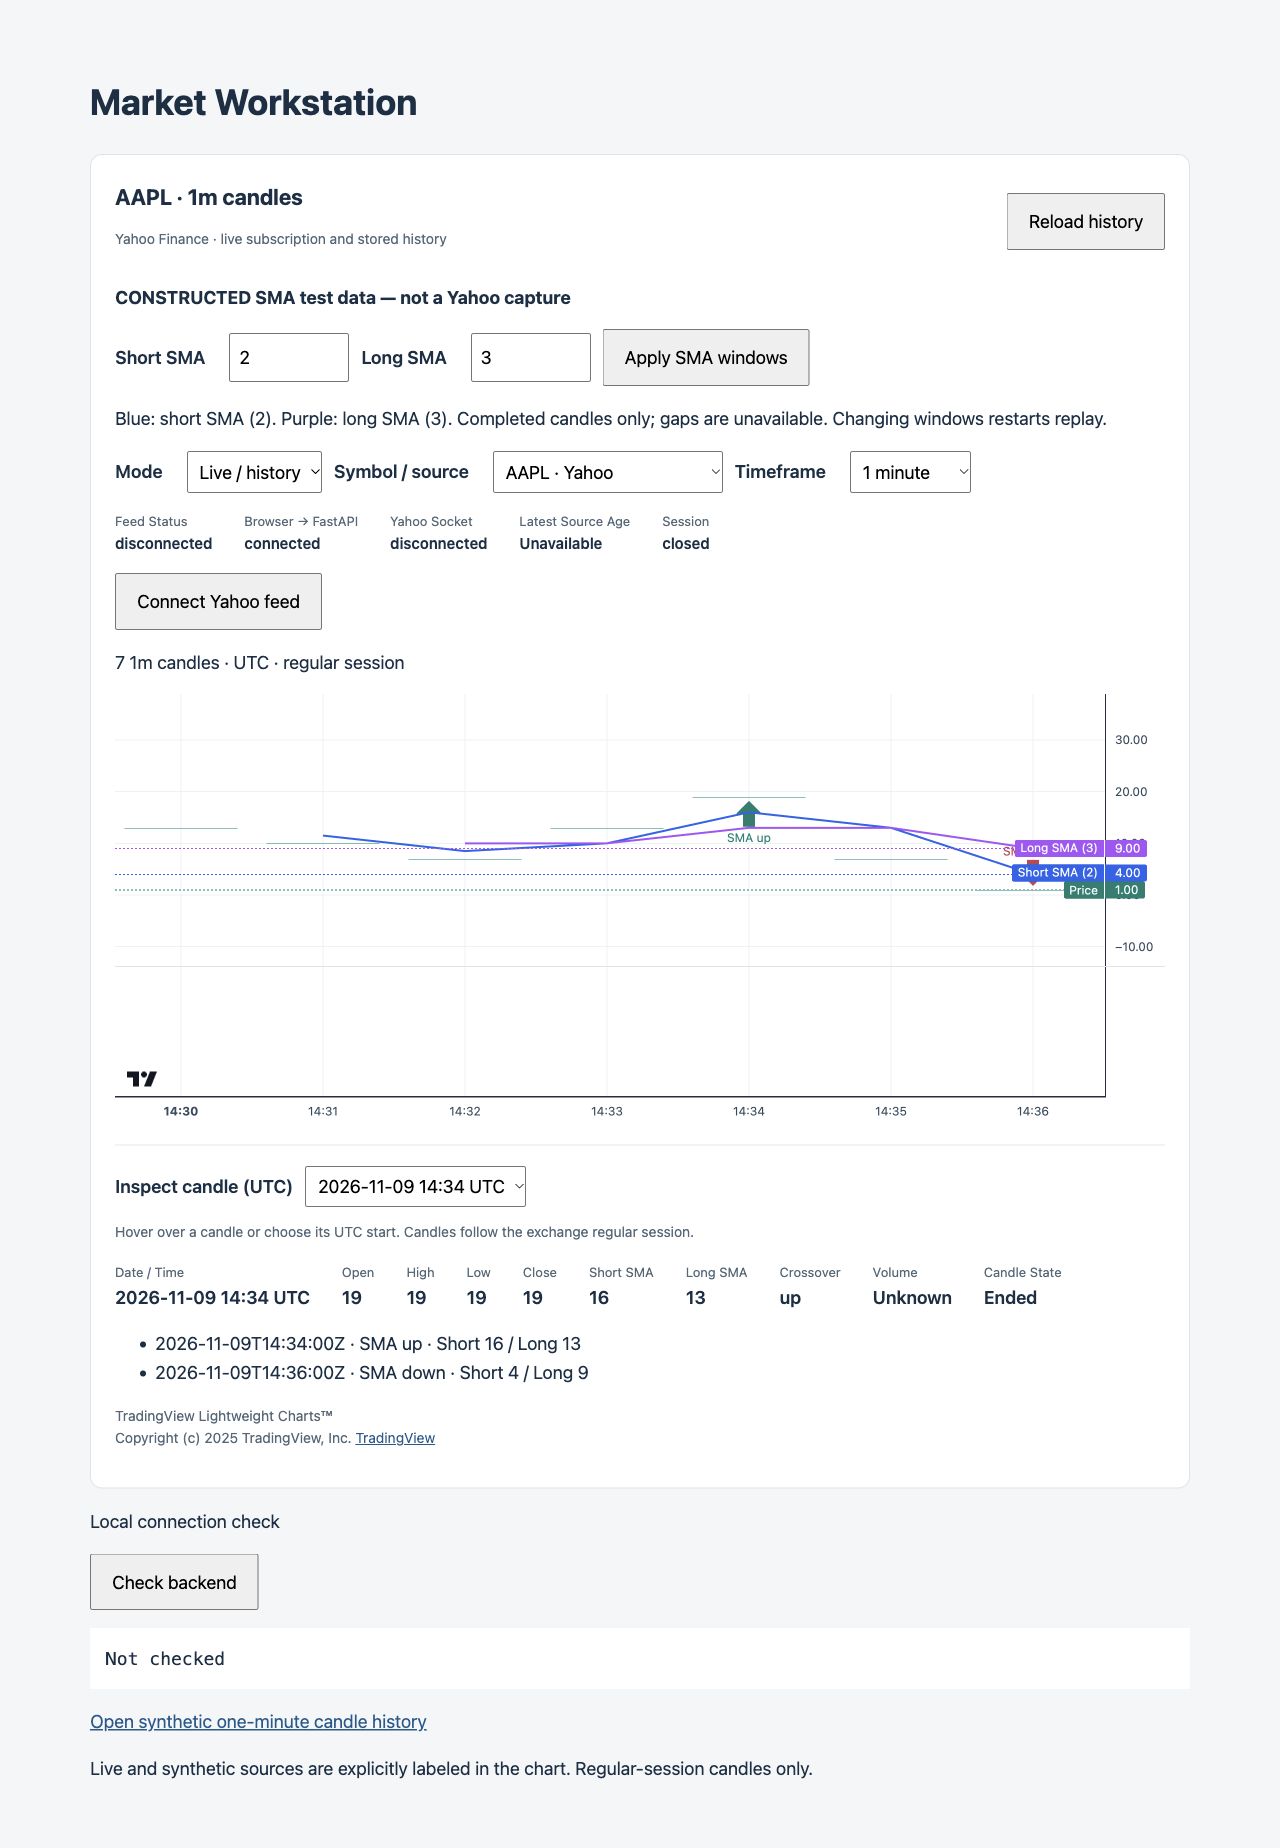 Market Workstation
AAPL · 1m candles
Yahoo Finance · live subscription and stored history
Reload history
CONSTRUCTED SMA test data — not a Yahoo capture
Short SMA 2 Long SMA 3 Apply SMA windows
Blue: short SMA (2). Purple: long SMA (3). Completed candles only; gaps are unavailable. Changing windows restarts replay.
Mode Live / history Symbol / source AAPL · Yahoo Timeframe 1 minute
Feed Status Browser → FastAPI Yahoo Socket Latest Source Age Session
disconnected connected disconnected Unavailable closed
Connect Yahoo feed
7 1m candles · UTC · regular session
30.00
20.00
SMA up
Long SMA (3) 9.00
Short SMA (2) 4.00
Price 1.00
−10.00
14:30 14:31 14:32 14:33 14:34 14:35 14:36
Inspect candle (UTC) 2026-11-09 14:34 UTC
Hover over a candle or choose its UTC start. Candles follow the exchange regular session.
Date / Time Open High Low Close Short SMA Long SMA Crossover Volume Candle State
2026-11-09 14:34 UTC 19 19 19 19 16 13 up Unknown Ended
• 2026-11-09T14:34:00Z · SMA up · Short 16 / Long 13
• 2026-11-09T14:36:00Z · SMA down · Short 4 / Long 9
TradingView Lightweight Charts™
Copyright (c) 2025 TradingView, Inc. TradingView
Local connection check
Check backend
Not checked
Open synthetic one-minute candle history
Live and synthetic sources are explicitly labeled in the chart. Regular-session candles only.